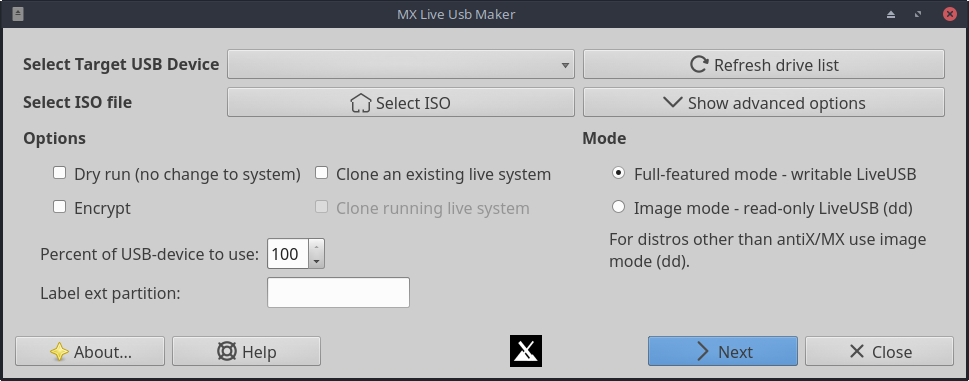 MX Live Usb Maker
Select Target USB Device
Refresh drive list
Select ISO file
Select ISO
Show advanced options
Options
Mode
Dry run (no change to system)
Clone an existing live system
Full-featured mode - writable LiveUSB
Encrypt
Clone running live system
Image mode - read-only LiveUSB (dd)
Percent of USB-device to use:
100
For distros other than antiX/MX use image
mode (dd).
Label ext partition:
About...
Help
Next
Close